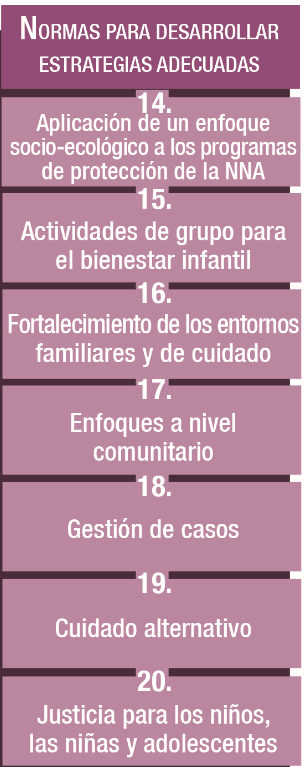 NORMAS PARA DESARROLLAR
ESTRATEGIAS ADECUADAS
14.
Aplicación de un enfoque
socio-ecológico a los programas
de protección de la NNA
15.
Actividades de grupo para
el bienestar infantil
16.
Fortalecimiento de los entornos
familiares y de cuidado
17.
Enfoques a nivel
comunitario
18.
Gestión de casos
19.
Cuidado alternativo
20.
Justicia para los niños,
las niñas y adolescentes